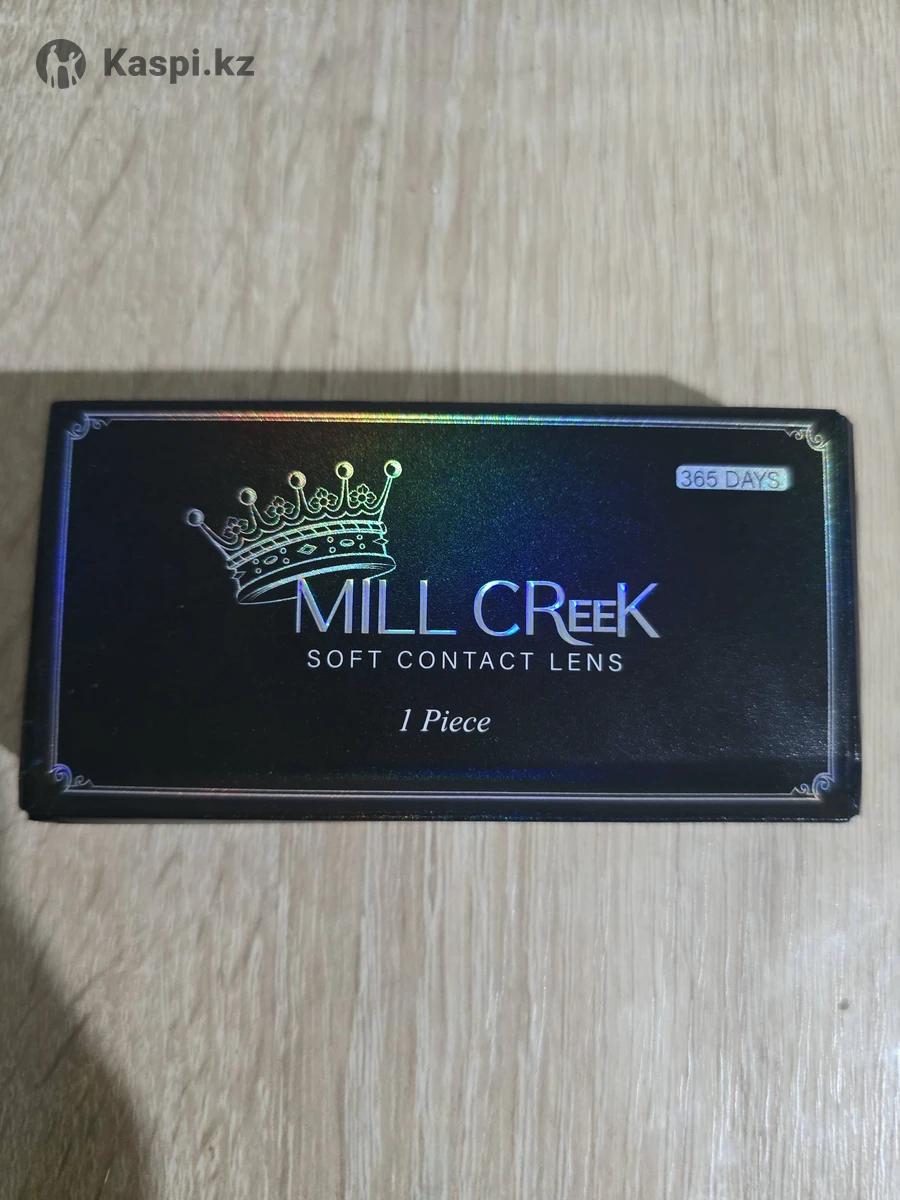 Kaspi.kz
365 DAYS
MILL CREEK
SOFT CONTACT LENS
1 Piece